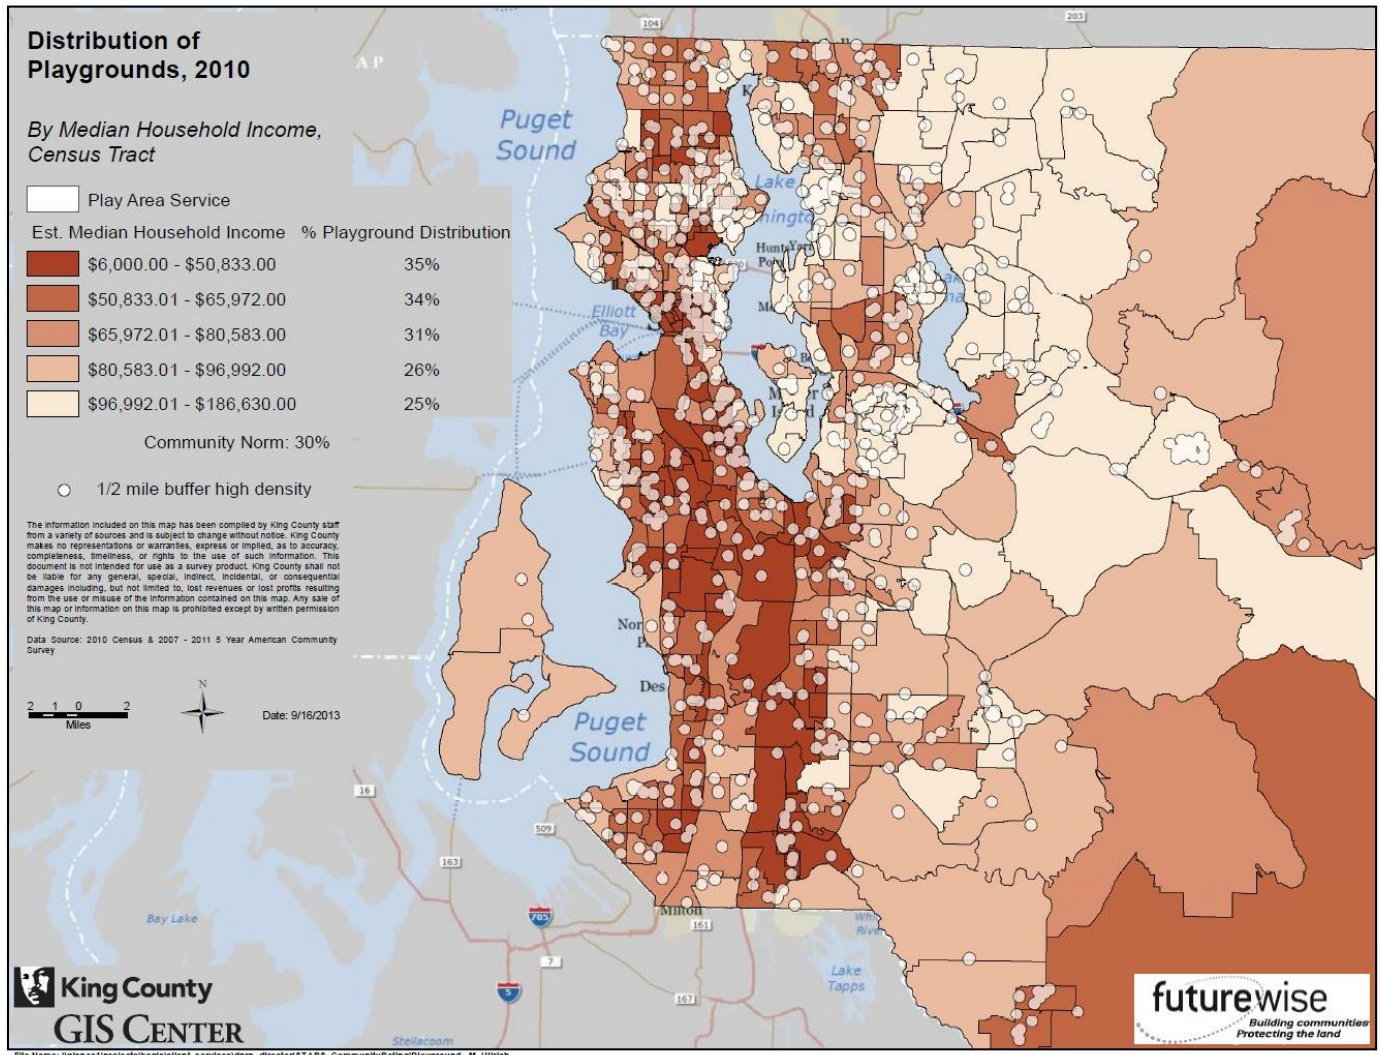 Distribution of
Playgrounds, 2010
By Median Household Income,
Census Tract
Play Area Service
Est. Median Household Income % Playground Distribution
$6,000.00 - $50,833.00 35%
$50,833.01 - $65,972.00 34%
$65,972.01 - $80,583.00 31%
$80,583.01 - $96,992.00 26%
$96,992.01 - $186,630.00 25%
Community Norm: 30%
1/2 mile buffer high density
The information included on this map has been compiled by King County staff
from a variety of sources and is subject to change without notice. King County
makes no representations or warranties, express or implied, as to accuracy,
completeness, timeliness, or rights to the use of such information. This
document is not intended for use as a survey product. King County shall not
be liable for any general, special, indirect, incidental, or consequential
damages including, but not limited to, lost revenues or lost profits resulting
from the use or misuse of the information contained on this map. Any sale of
this map or information on this map is prohibited except by written permission
of King County.
Data Source: 2010 Census & 2007 - 2011 5 Year American Community
Survey
2 1 0 2
Miles
N
Date: 9/16/2013
King County
GIS CENTER
104
203
A P
Puget
Sound
Lake
Elliott
Bay
Puget
Sound
Des
16
509
163
Milton
161
705
7
5
167
Bay Lake
Lake
Tapps
Steilacoom
futurewise
Building communities
Protecting the land